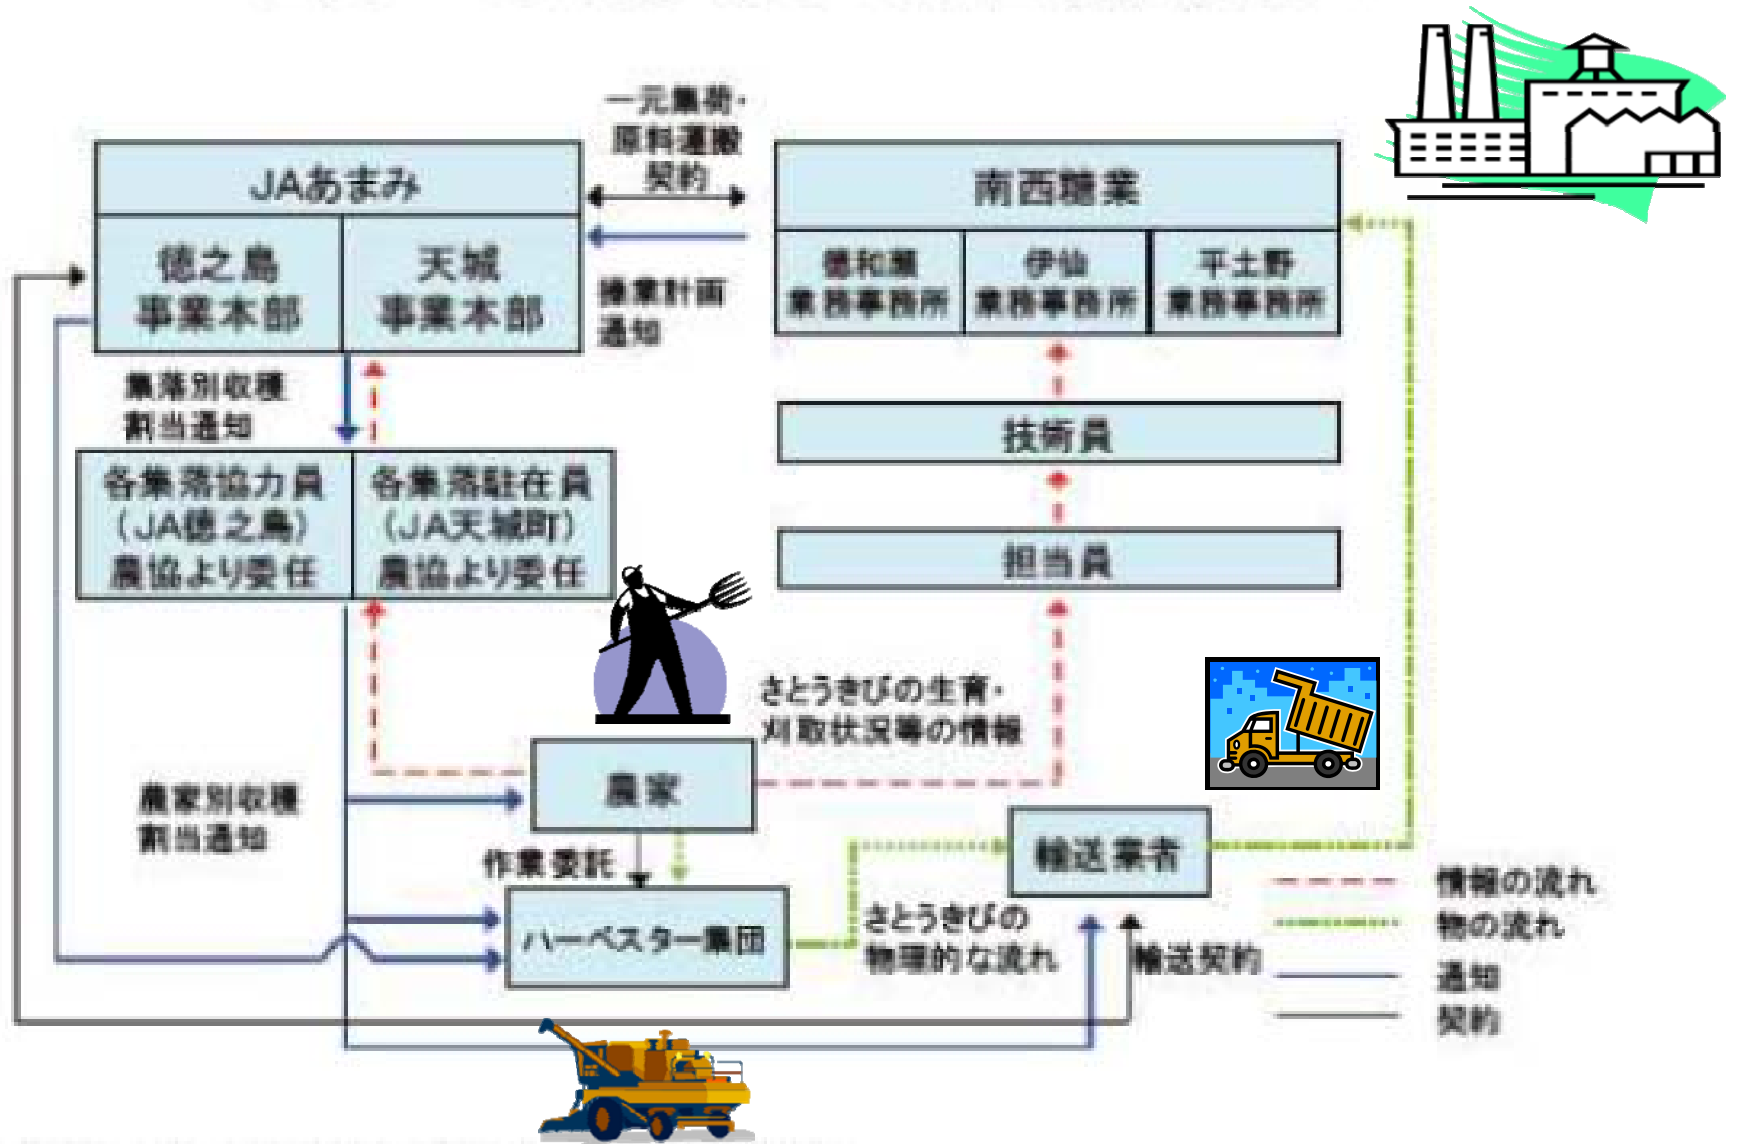 一元集荷・
原料運搬
契約
JAあまみ
徳之島
事業本部
天城
事業本部
南西糖業
徳和瀬
業務事務所
伊仙
業務事務所
平土野
業務事務所
操業計画
通知
集落別収穫
割当通知
技術員
各集落協力員
(JA徳之島)
農協より委任
各集落駐在員
(JA天城町)
農協より委任
担当員
さとうきびの生育・
刈取状況等の情報
農家
農家別収穫
割当通知
作業委託
輸送業者
ハーベスター集団
さとうきびの
物理的な流れ
輸送契約
情報の流れ
物の流れ
通知
契約